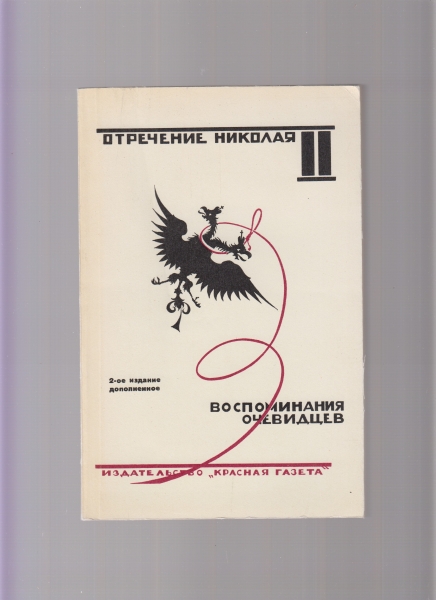 ОТРЕЧЕНИЕ НИКОЛАЯ II
2-ое издание
дополненное
ВОСПОМИНАНИЯ
ОЧЕВИДЦЕВ
ИЗДАТЕЛЬСТВО „КРАСНАЯ ГАЗЕТА“